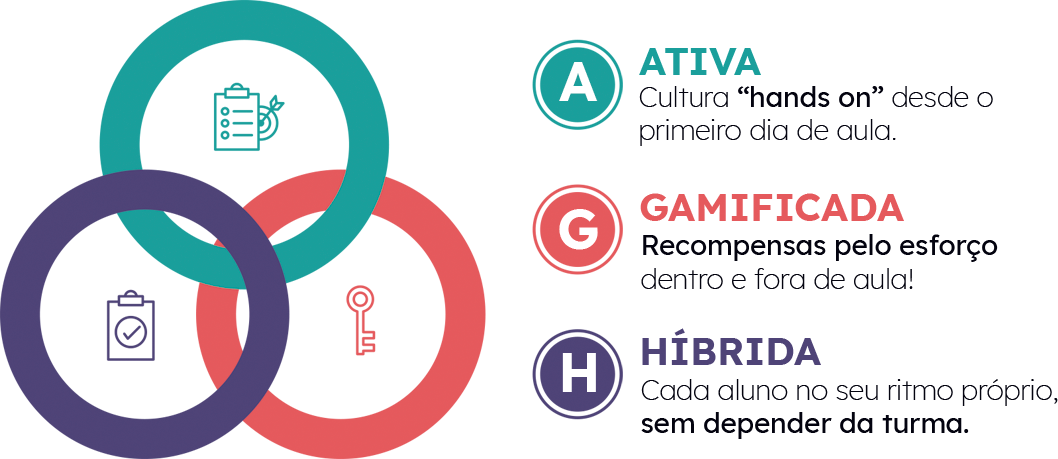 A
ATIVA
Cultura “hands on” desde o
primeiro dia de aula.
G
GAMIFICADA
Recompensas pelo esforço
dentro e fora de aula!
H
HÍBRIDA
Cada aluno no seu ritmo próprio,
sem depender da turma.